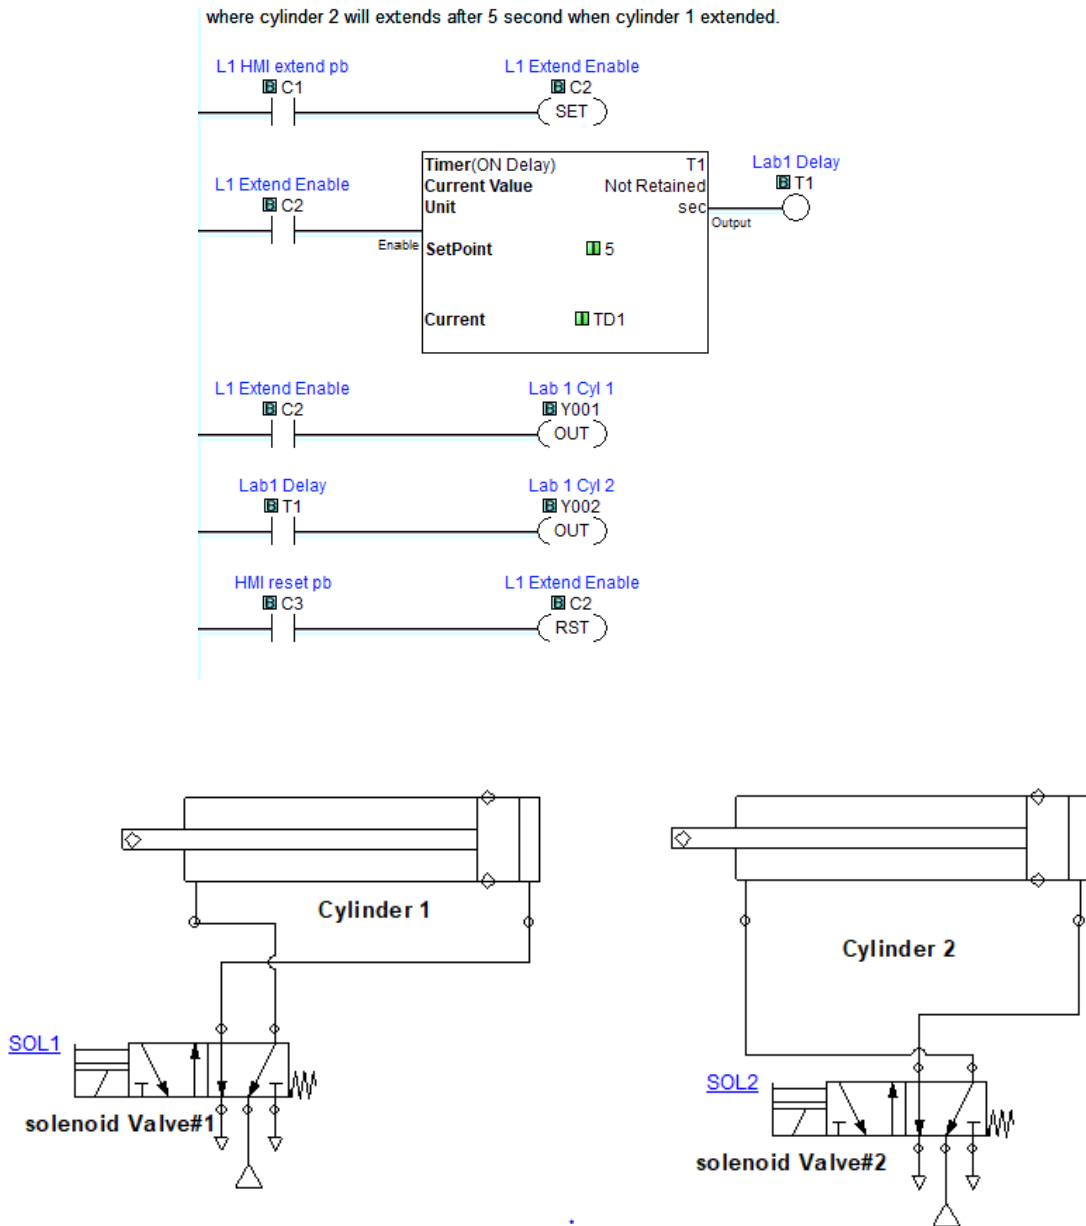 where cylinder 2 will extends after 5 second when cylinder 1 extended.
L1 HMI extend pb L1 Extend Enable
B C1 B C2
SET
Timer(ON Delay) T1 Lab1 Delay
L1 Extend Enable Current Value Not Retained B T1
B C2 Unit sec
Output
Enable SetPoint 5
Current TD1
L1 Extend Enable Lab 1 Cyl 1
B C2 B Y001
OUT
Lab1 Delay Lab 1 Cyl 2
B T1 B Y002
OUT
HMI reset pb L1 Extend Enable
B C3 B C2
RST
Cylinder 1
Cylinder 2
SOL1
SOL2
solenoid Valve#1
solenoid Valve#2